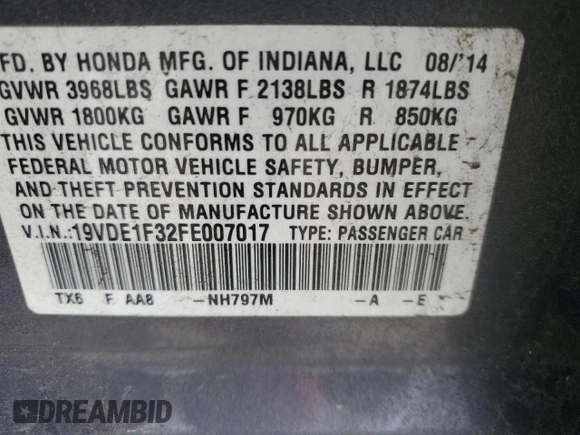 FD. BY HONDA MFG. OF INDIANA, LLC 08/'14
GVWR 3968LBS GAWR F 2138LBS R 1874LBS
GVWR 1800KG GAWR F 970KG R 850KG
THIS VEHICLE CONFORMS TO ALL APPLICABLE
FEDERAL MOTOR VEHICLE SAFETY, BUMPER,
AND THEFT PREVENTION STANDARDS IN EFFECT
ON THE DATE OF MANUFACTURE SHOWN ABOVE.
V.I.N.:19VDE1F32FE007017 TYPE: PASSENGER CAR
TX6 F AA8 -NH797M -A -E
DREAMBID